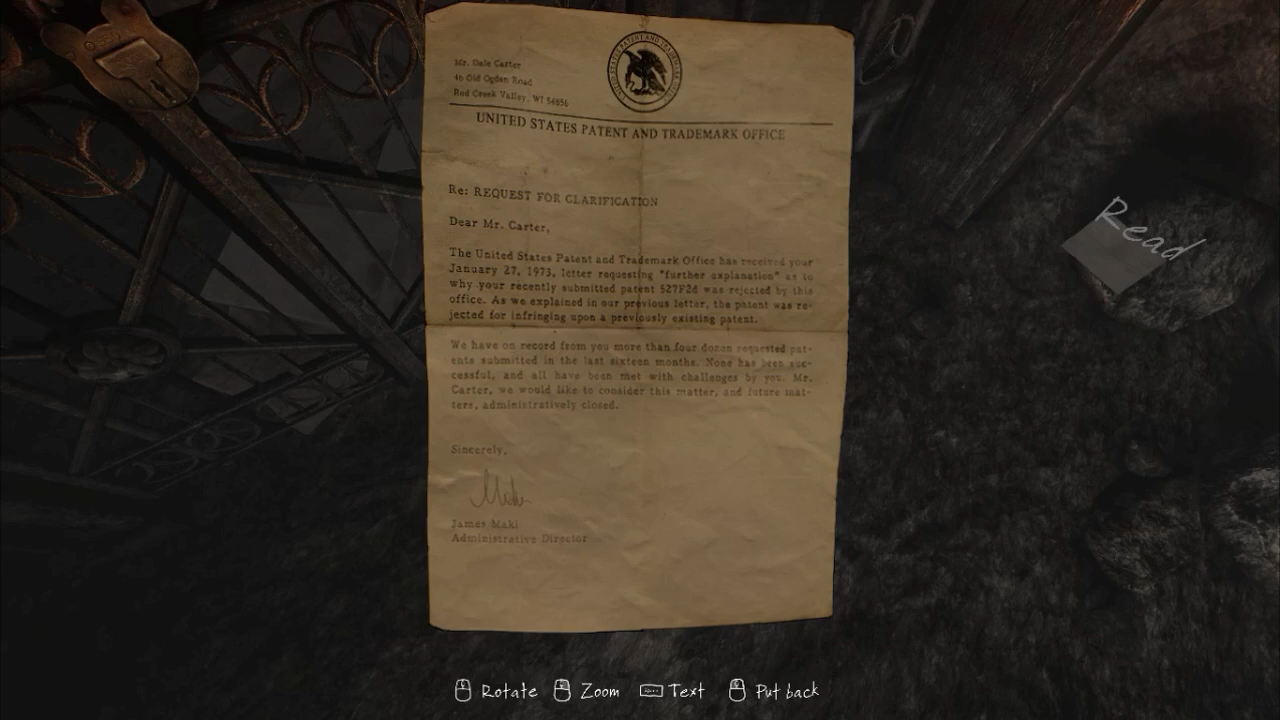 Mr. Dale Carter
46 Old Ogden Road
Red Creek Valley, WI 54856
UNITED STATES PATENT AND TRADEMARK OFFICE
Re: REQUEST FOR CLARIFICATION
Dear Mr. Carter,
The United States Patent and Trademark Office has received your
January 27, 1973, letter requesting "further explanation" as to
why your recently submitted patent 527F2d was rejected by this
office. As we explained in our previous letter, the patent was re-
jected for infringing upon a previously existing patent.
We have on record from you more than four dozen requested pat-
ents submitted in the last sixteen months. None has been suc-
cessful, and all have been met with challenges by you. Mr.
Carter, we would like to consider this matter, and future mat-
ters, administratively closed.
Sincerely,
James Maki
Administrative Director
Read
Rotate Zoom Text Put back